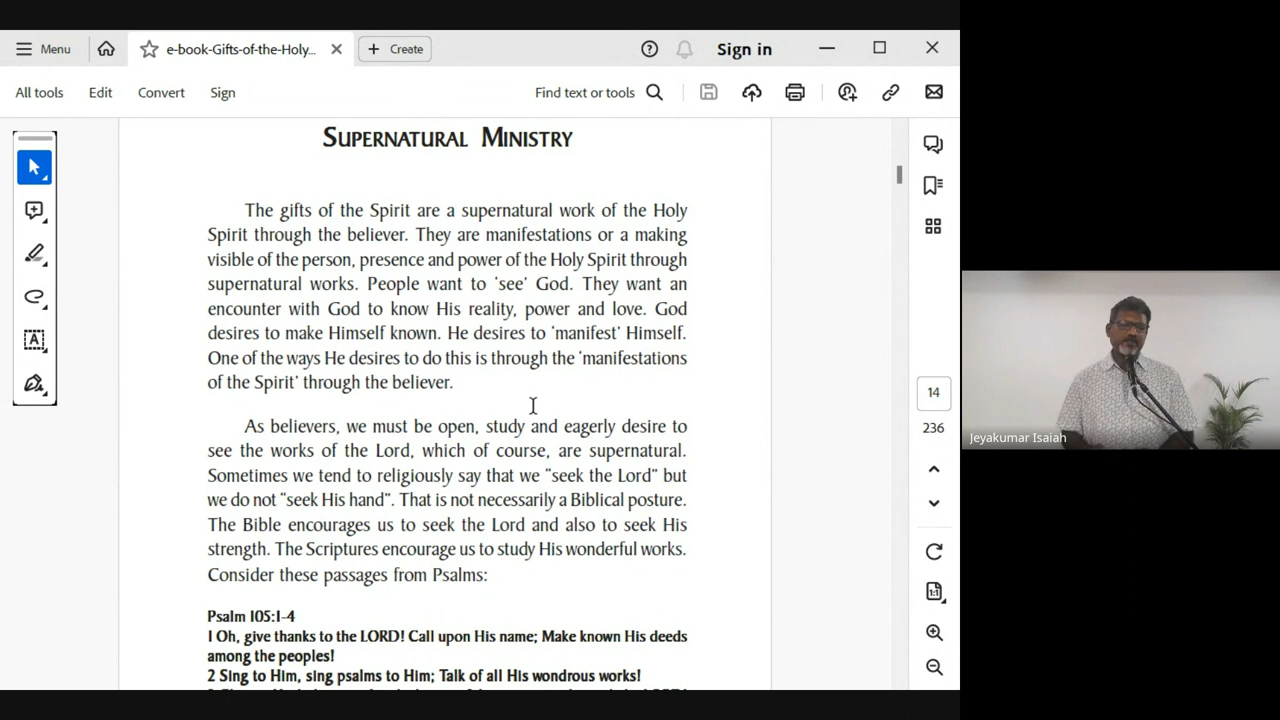 Menu
e-book-Gifts-of-the-Holy...
Create
Sign in
All tools
Edit
Convert
Sign
Find text or tools
SUPERNATURAL MINISTRY
The gifts of the Spirit are a supernatural work of the Holy
Spirit through the believer. They are manifestations or a making
visible of the person, presence and power of the Holy Spirit through
supernatural works. People want to 'see' God. They want an
encounter with God to know His reality, power and love. God
desires to make Himself known. He desires to 'manifest' Himself.
One of the ways He desires to do this is through the 'manifestations
of the Spirit' through the believer.
As believers, we must be open, study and eagerly desire to
see the works of the Lord, which of course, are supernatural.
Sometimes we tend to religiously say that we "seek the Lord" but
we do not "seek His hand". That is not necessarily a Biblical posture.
The Bible encourages us to seek the Lord and also to seek His
strength. The Scriptures encourage us to study His wonderful works.
Consider these passages from Psalms:
Psalm 105:1-4
1 Oh, give thanks to the LORD! Call upon His name; Make known His deeds
among the peoples!
2 Sing to Him, sing psalms to Him; Talk of all His wondrous works!
14
236
1:1
Jeyakumar Isaiah